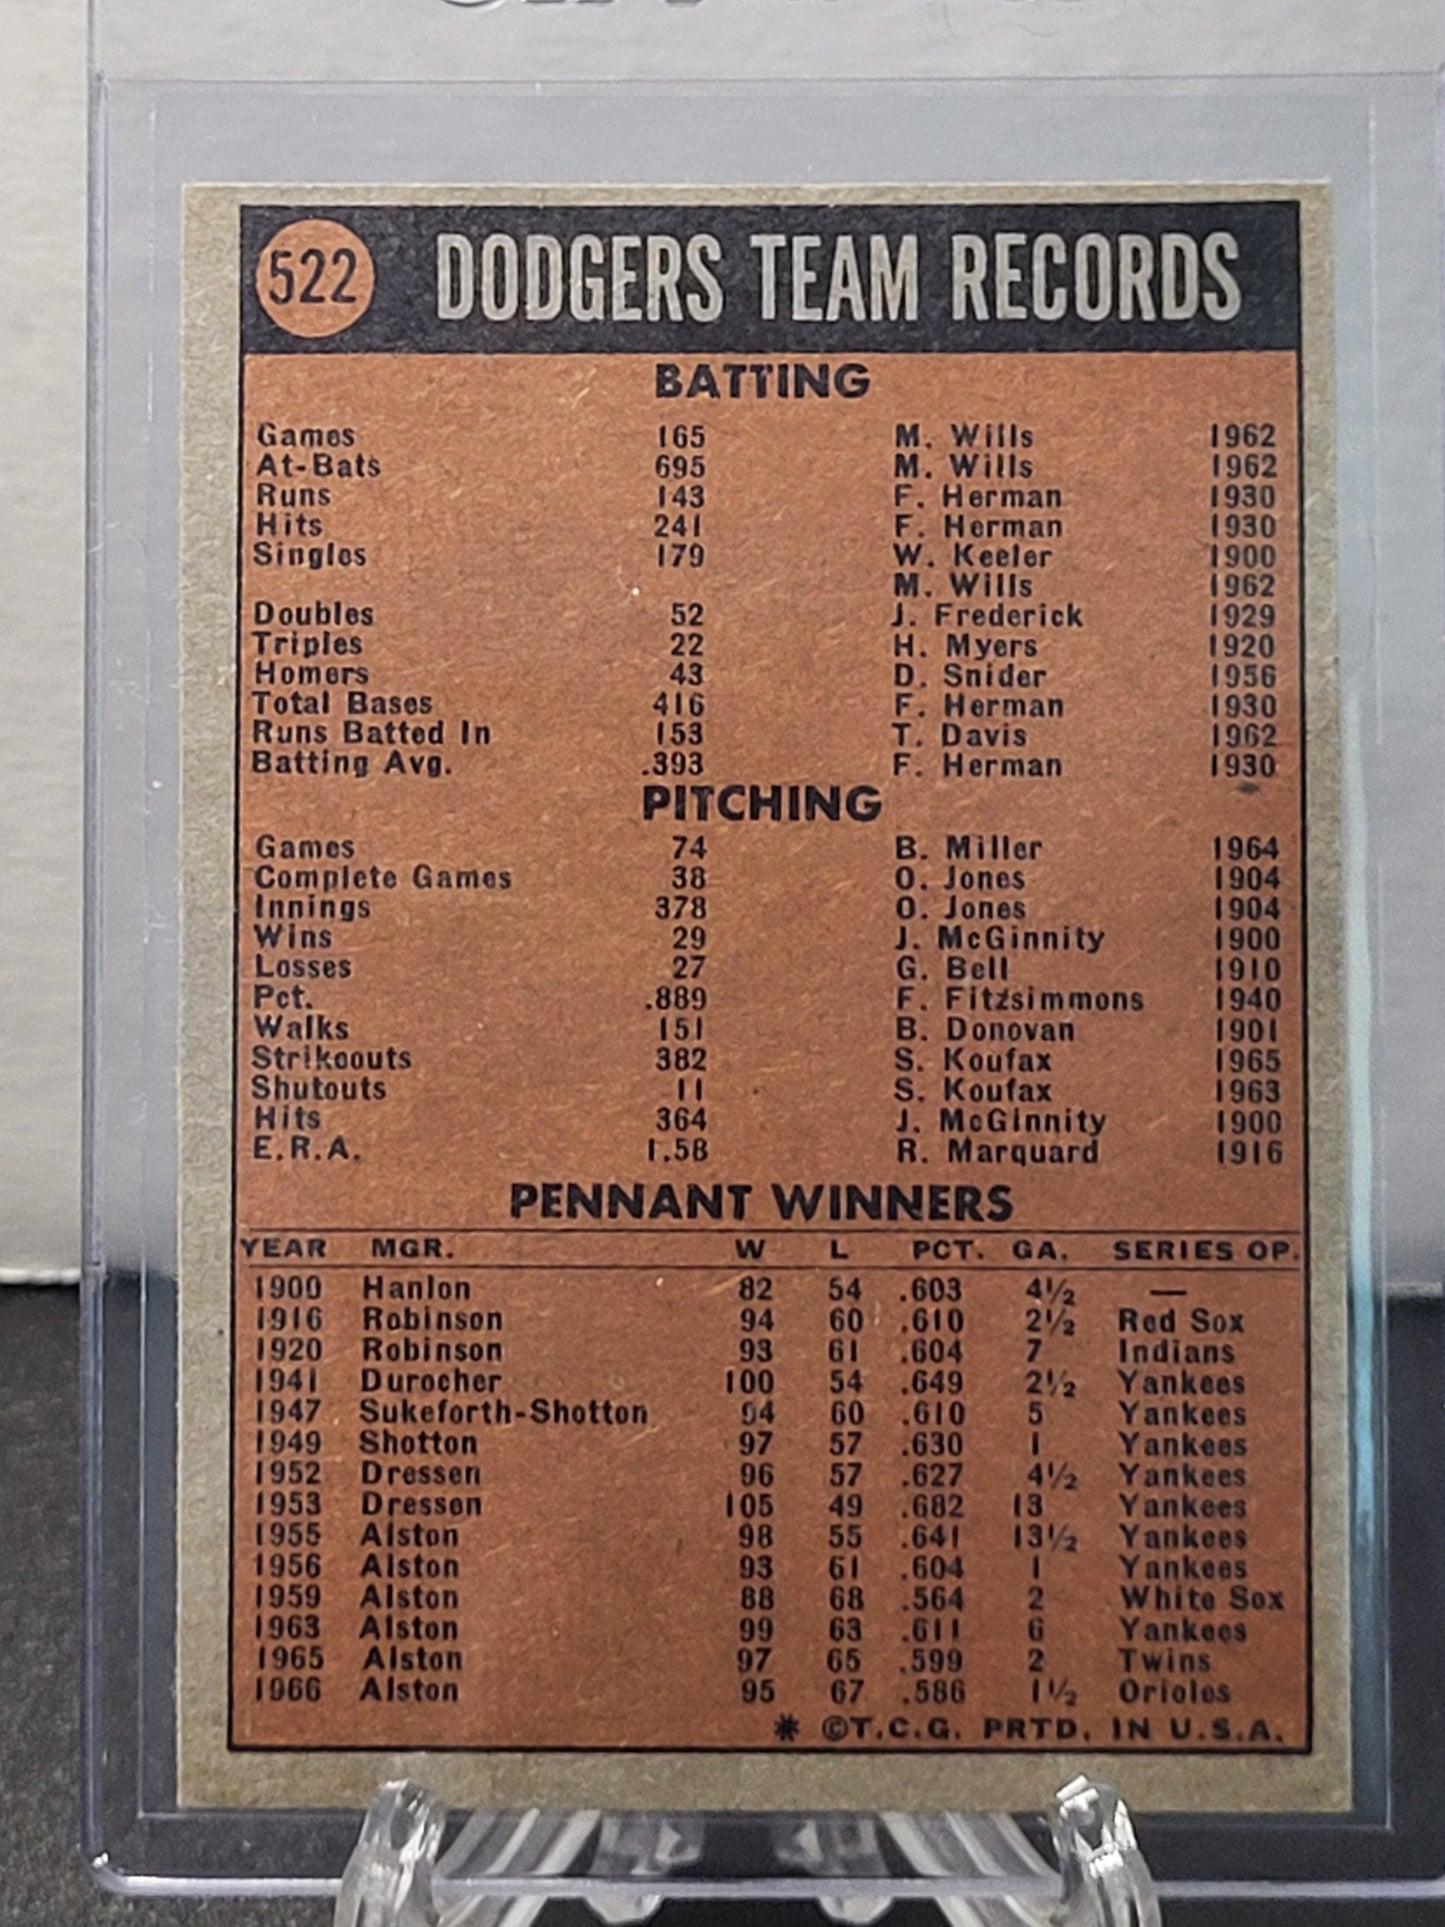 522 DODGERS TEAM RECORDS
BATTING
Games 165 M. Wills 1962
At-Bats 695 M. Wills 1962
Runs 143 F. Herman 1930
Hits 241 F. Herman 1930
Singles 179 W. Keeler 1900
M. Wills 1962
Doubles 52 J. Frederick 1929
Triples 22 H. Myers 1920
Homers 43 D. Snider 1956
Total Bases 416 F. Herman 1930
Runs Batted In 153 T. Davis 1962
Batting Avg. .393 F. Herman 1930
PITCHING
Games 74 B. Miller 1964
Complete Games 38 O. Jones 1904
Innings 378 O. Jones 1904
Wins 29 J. McGinnity 1900
Losses 27 G. Bell 1910
Pct. .889 F. Fitzsimmons 1940
Walks 151 B. Donovan 1901
Strikeouts 382 S. Koufax 1965
Shutouts 11 S. Koufax 1963
Hits 364 J. McGinnity 1900
E.R.A. 1.58 R. Marquard 1916
PENNANT WINNERS
YEAR MGR. W L PCT. GA. SERIES OP.
1900 Hanlon 82 54 .603 4½ —
1916 Robinson 94 60 .610 2½ Red Sox
1920 Robinson 93 61 .604 7 Indians
1941 Durocher 100 54 .649 2½ Yankees
1947 Sukeforth-Shotton 94 60 .610 5 Yankees
1949 Shotton 97 57 .630 1 Yankees
1952 Dressen 96 57 .627 4½ Yankees
1953 Dressen 105 49 .682 13 Yankees
1955 Alston 98 55 .641 13½ Yankees
1956 Alston 93 61 .604 1 Yankees
1959 Alston 88 68 .564 2 White Sox
1963 Alston 99 63 .611 6 Yankees
1965 Alston 97 65 .599 2 Twins
1966 Alston 95 67 .586 1½ Orioles
* ©T.C.G. PRTD. IN U.S.A.